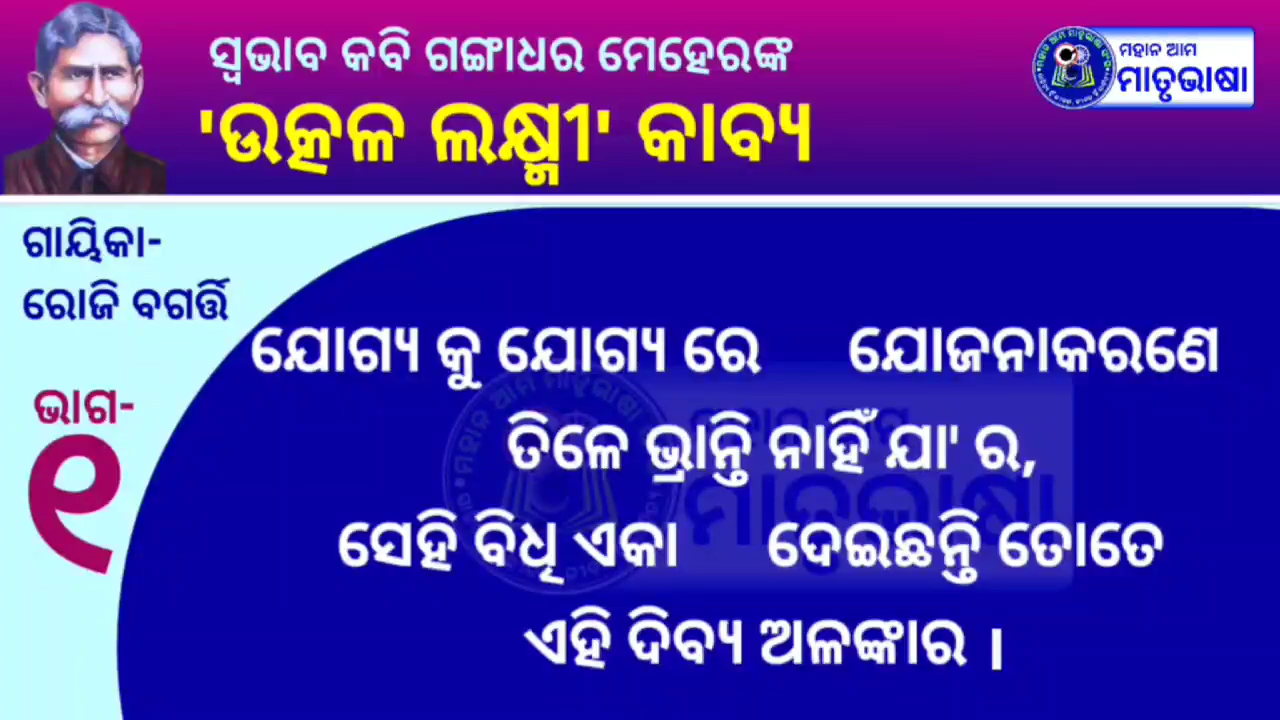 ସ୍ୱଭାବ କବି ଗଙ୍ଗାଧର ମେହେରଙ୍କ
'ଉତ୍କଳ ଲକ୍ଷ୍ମୀ' କାବ୍ୟ
ମହାନ ଆମ
ମାତୃଭାଷା
ଗାୟିକା-
ରୋଜି ବଗର୍ତ୍ତି
ଭାଗ-
୧
ଯୋଗ୍ୟ କୁ ଯୋଗ୍ୟ ରେ ଯୋଜନାକରଣେ
ତିଳେ ଭ୍ରାନ୍ତି ନାହିଁ ଯା' ର,
ସେହି ବିଧି ଏକା ଦେଇଛନ୍ତି ତୋତେ
ଏହି ଦିବ୍ୟ ଅଳଙ୍କାର ।